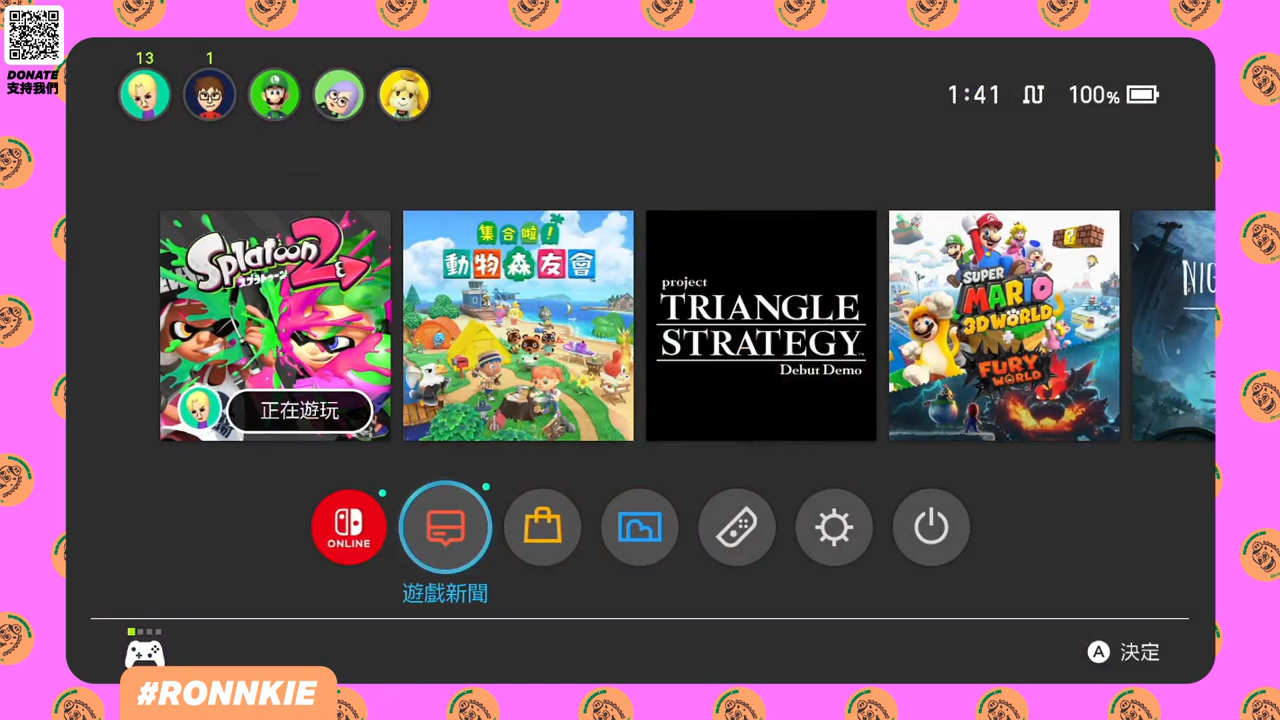 DONATE
支持我們
13
1
1:41
100%
Splatoon 2
スプラトゥーン
正在遊玩
集合啦！
動物森友會
project
TRIANGLE
STRATEGY
Debut Demo
SUPER
MARIO
3D WORLD
FURY
WORLD
NIG
ONLINE
遊戲新聞
A 決定
#RONNKIE